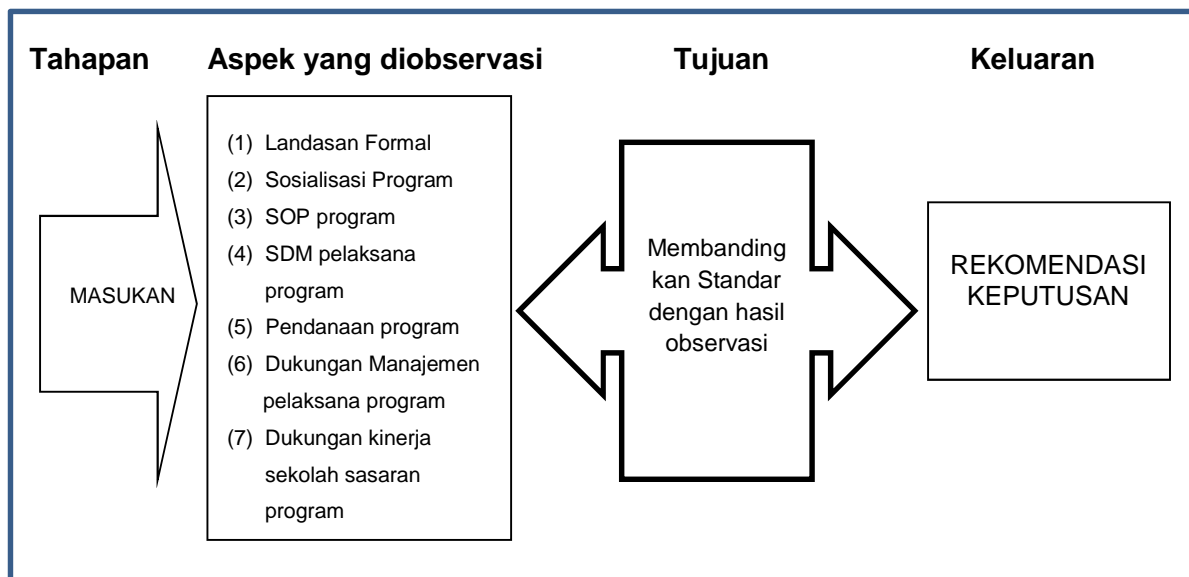 Tahapan
Aspek yang diobservasi
Tujuan
Keluaran
MASUKAN
(1) Landasan Formal
(2) Sosialisasi Program
(3) SOP program
(4) SDM pelaksana
program
(5) Pendanaan program
(6) Dukungan Manajemen
pelaksana program
(7) Dukungan kinerja
sekolah sasaran
program
Membanding
kan Standar
dengan hasil
observasi
REKOMENDASI
KEPUTUSAN